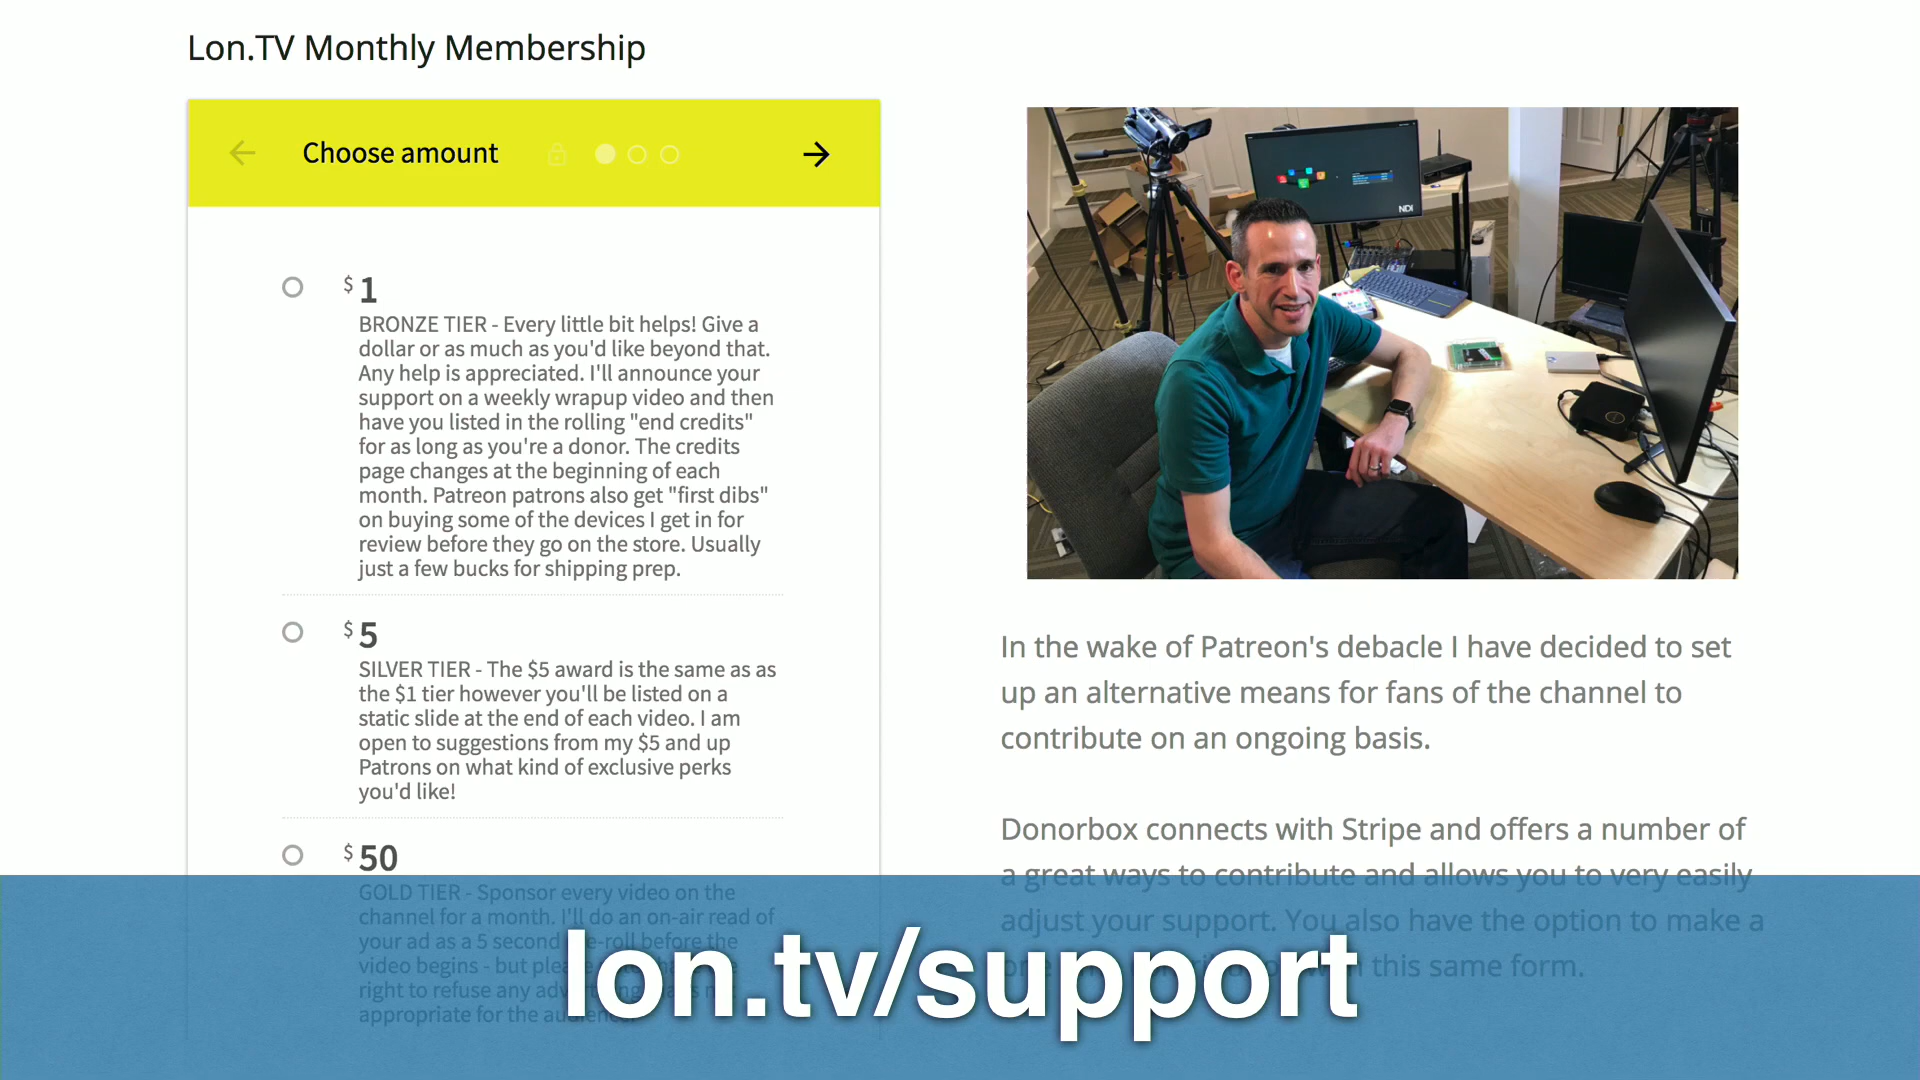 Lon.TV Monthly Membership
Choose amount
$ 1
BRONZE TIER - Every little bit helps! Give a
dollar or as much as you'd like beyond that.
Any help is appreciated. I'll announce your
support on a weekly wrapup video and then
have you listed in the rolling "end credits"
for as long as you're a donor. The credits
page changes at the beginning of each
month. Patreon patrons also get "first dibs"
on buying some of the devices I get in for
review before they go on the store. Usually
just a few bucks for shipping prep.
$ 5
SILVER TIER - The $5 award is the same as as
the $1 tier however you'll be listed on a
static slide at the end of each video. I am
open to suggestions from my $5 and up
Patrons on what kind of exclusive perks
you'd like!
$ 50
GOLD TIER - Sponsor every video on the
channel for a month. I'll do an on-air read of
your ad as a 5 second before the
video begins - but
right to refuse any
appropriate for the
NDI
In the wake of Patreon's debacle I have decided to set
up an alternative means for fans of the channel to
contribute on an ongoing basis.
Donorbox connects with Stripe and offers a number of
a great ways to contribute and allows you to very easily
adjust your support. You also have the option to make a
this same form.
lon.tv/support